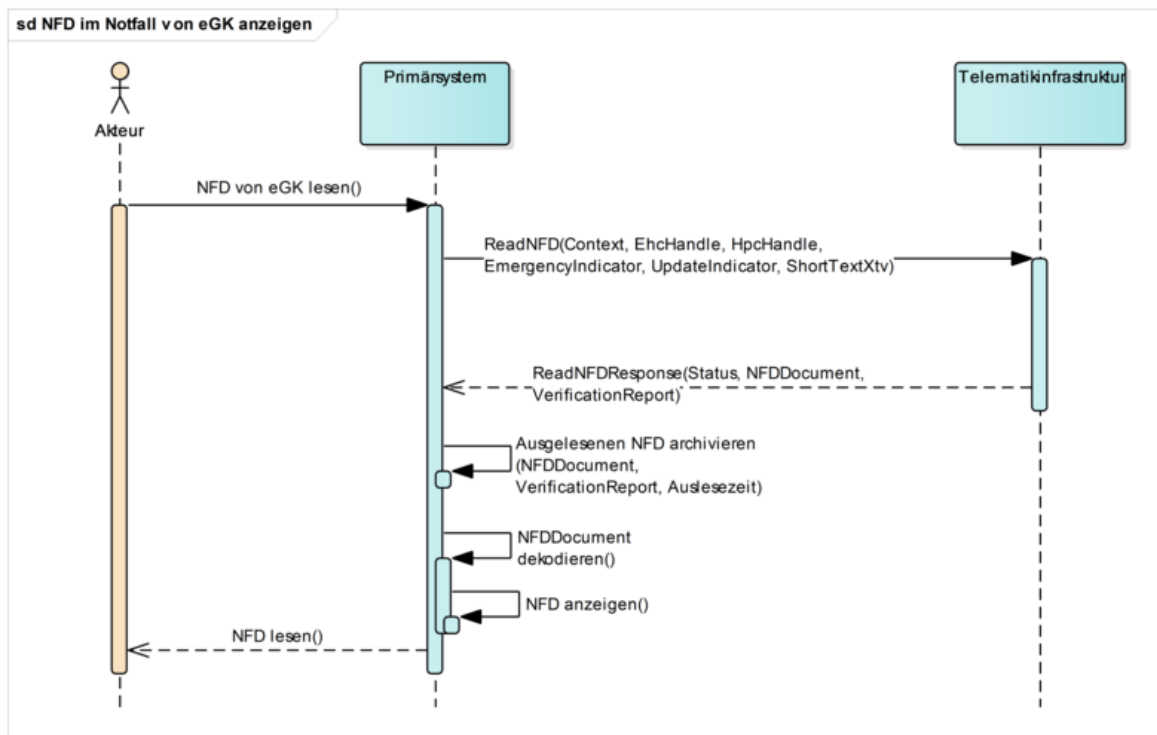 sd NFD im Notfall von eGK anzeigen
Akteur
Primärsystem
Telematikinfrastruktur
NFD von eGK lesen()
ReadNFD(Context, EhcHandle, HpcHandle,
EmergencyIndicator, UpdateIndicator, ShortTextXtv)
ReadNFDResponse(Status, NFDDocument,
VerificationReport)
Ausgelesenen NFD archivieren
(NFDDocument,
VerificationReport, Auslesezeit)
NFDDocument
dekodieren()
NFD anzeigen()
NFD lesen()